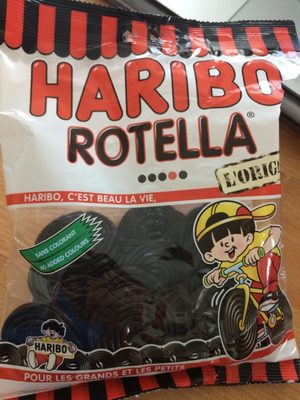 HARIBO
ROTELLA®
L'ORIG
HARIBO, C'EST BEAU LA VIE,
SANS COLORANT
NO ADDED COLOURS
HARIBO
POUR LES GRANDS ET LES PETITS